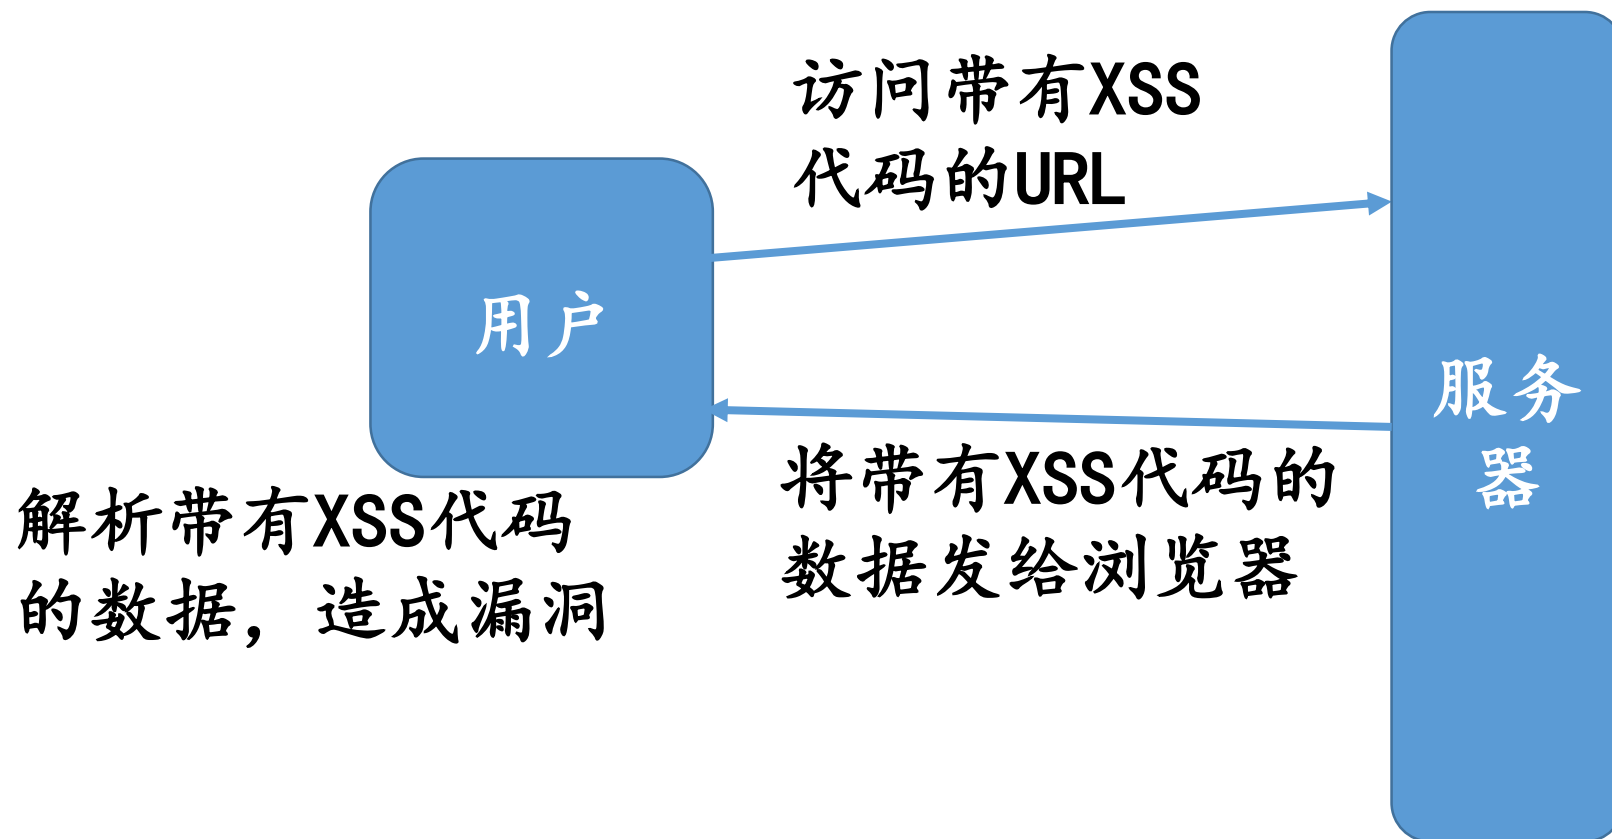 访问带有XSS
代码的URL
用户
服务
器
将带有XSS代码的
数据发给浏览器
解析带有XSS代码
的数据，造成漏洞